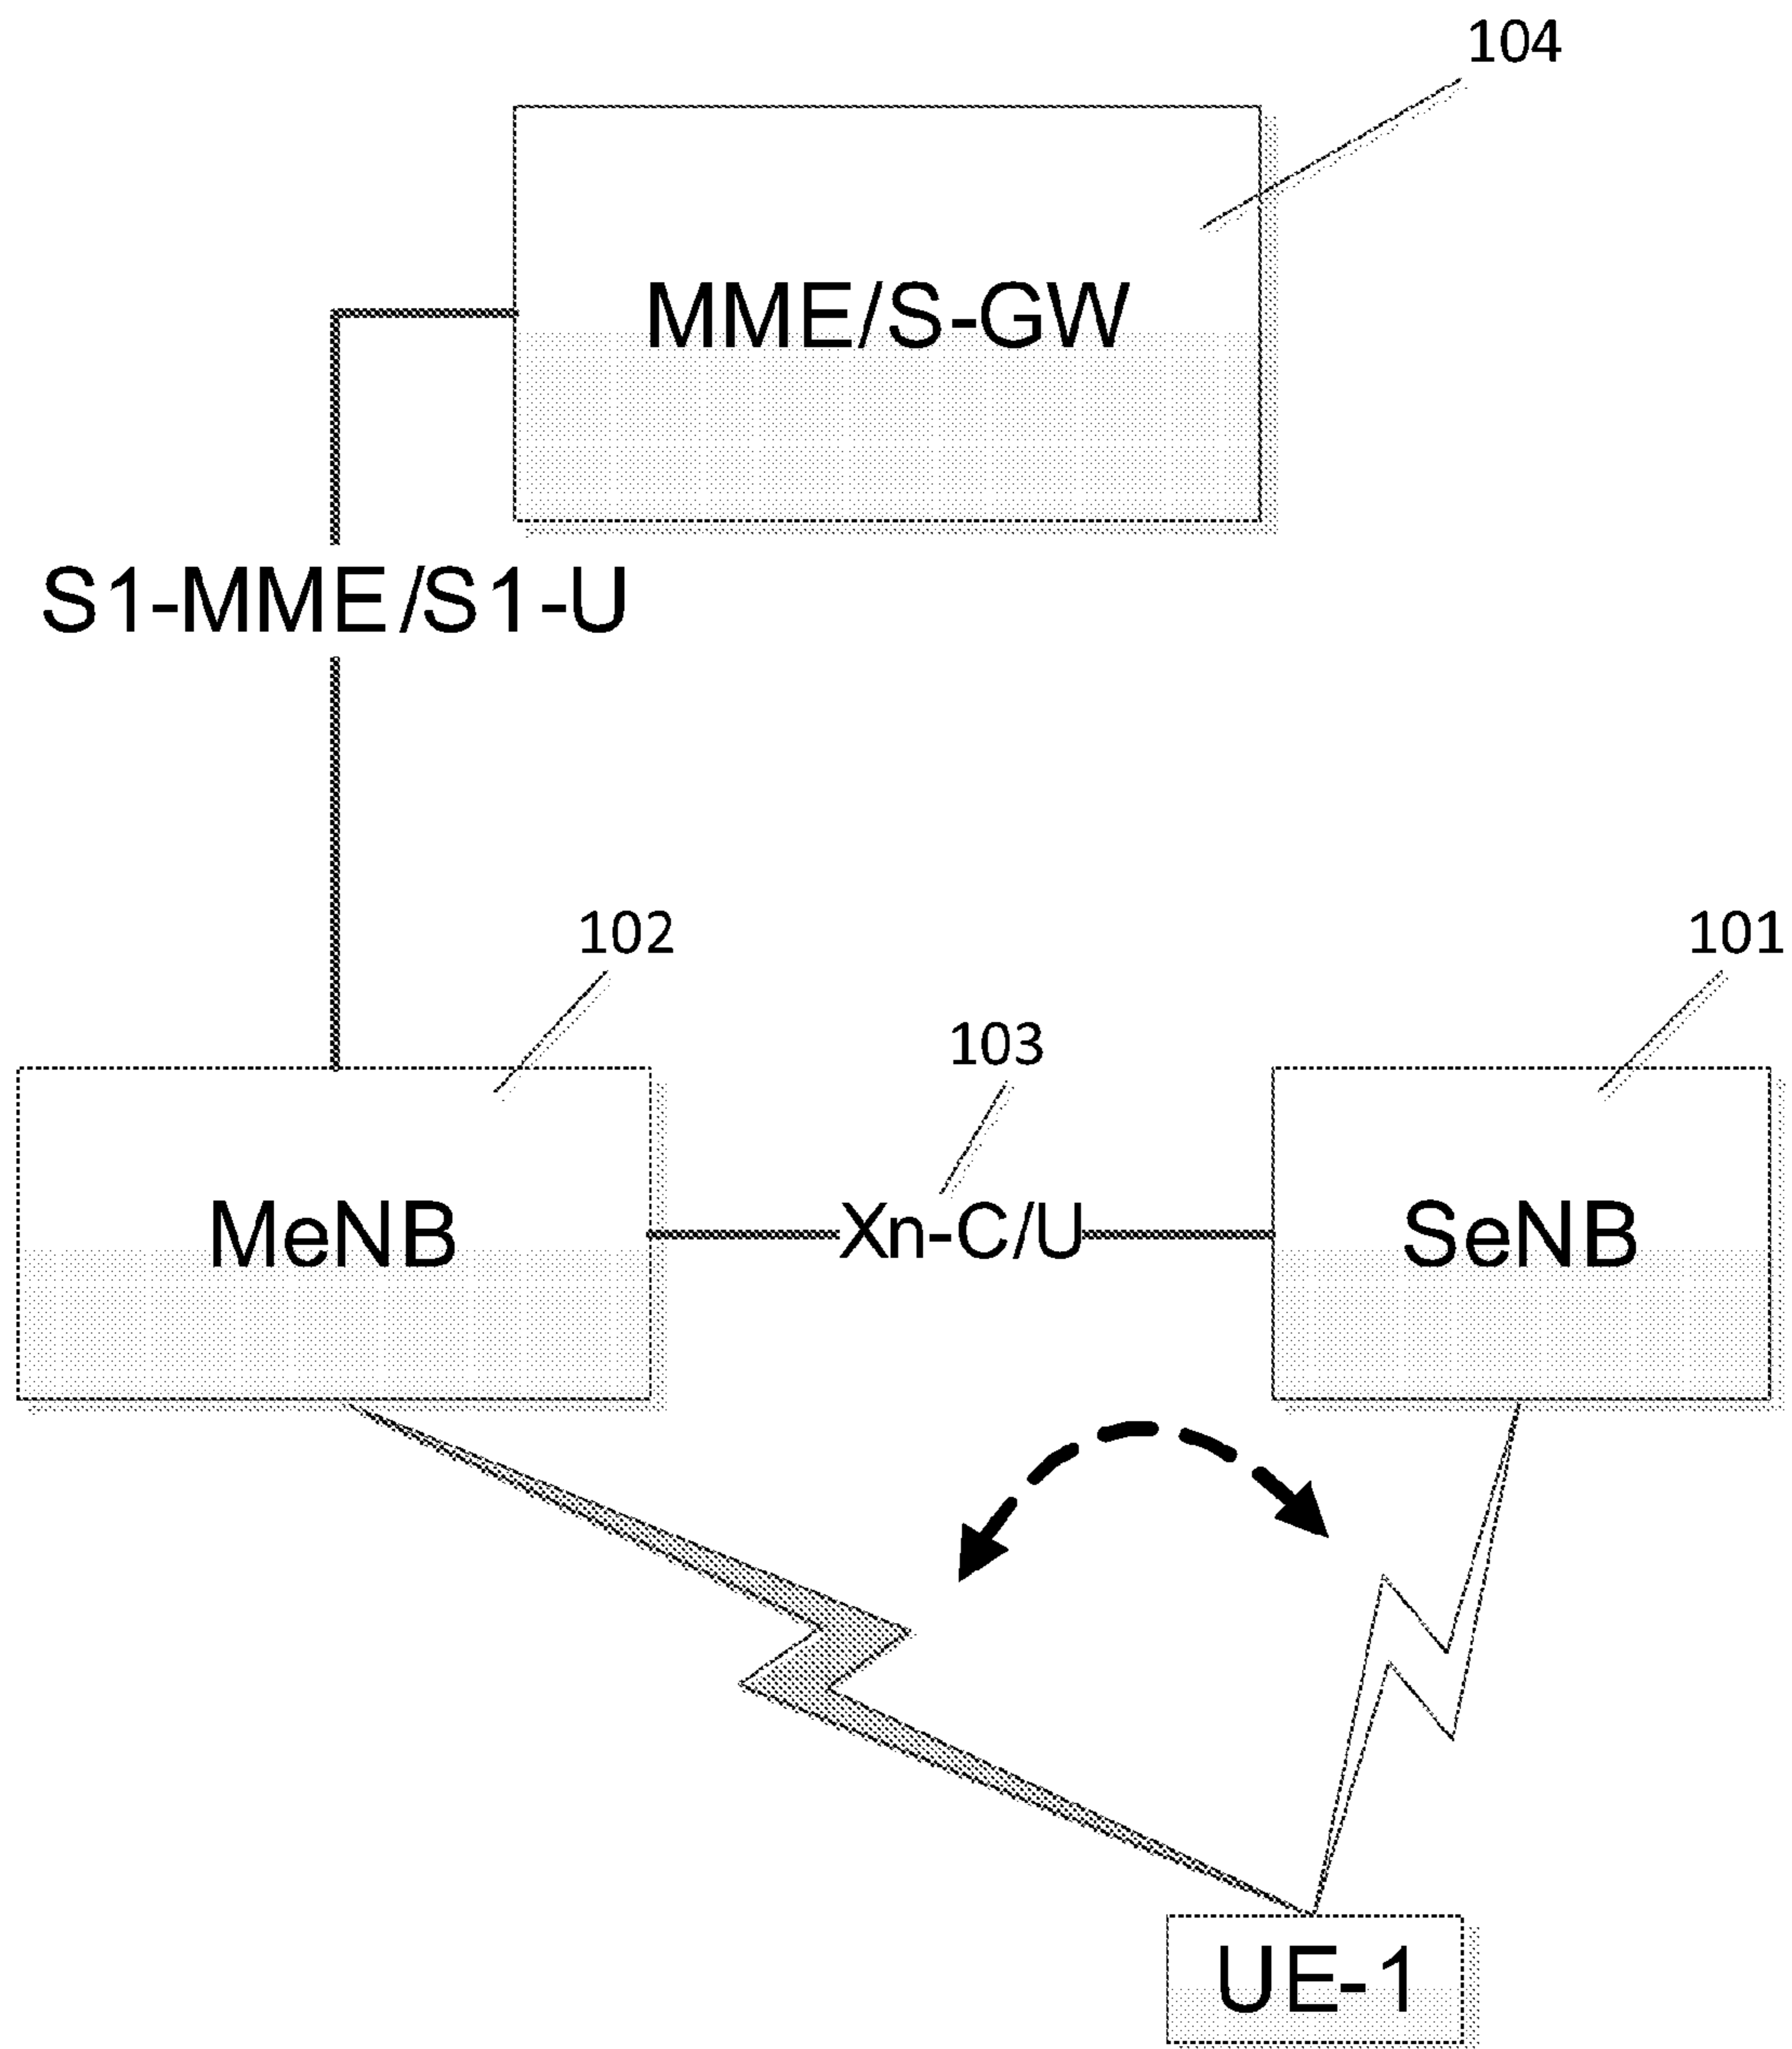 104
MME/S-GW
S1-MME/S1-U
102
101
103
MeNB
Xn-C/U
SeNB
UE-1